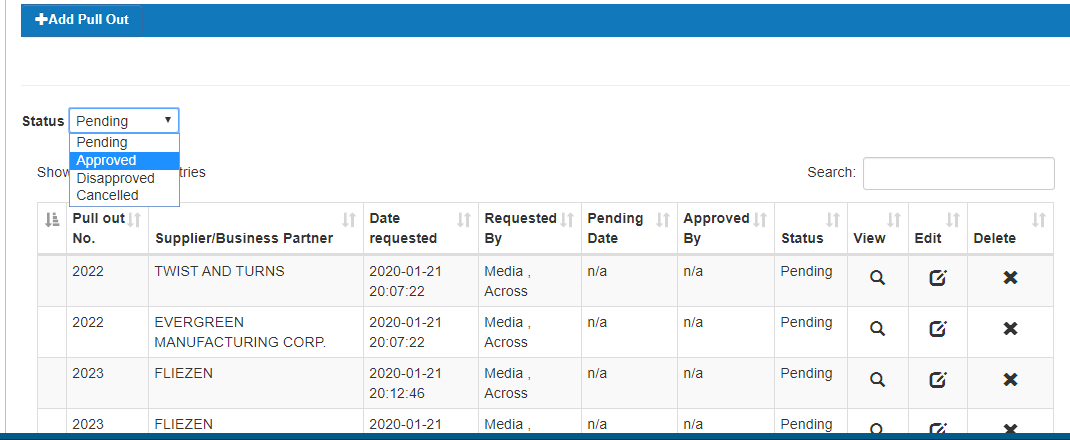 Add Pull Out
Status Pending
Pending
Approved
Disapproved
Cancelled
Show tries
Search:
Pull out No. Supplier/Business Partner Date requested Requested By Pending Date Approved By Status View Edit Delete
2022 TWIST AND TURNS 2020-01-21 20:07:22 Media , Across n/a n/a Pending
2022 EVERGREEN MANUFACTURING CORP. 2020-01-21 20:07:22 Media , Across n/a n/a Pending
2023 FLIEZEN 2020-01-21 20:12:46 Media , Across n/a n/a Pending
2023 FLIEZEN 2020-01-21 Media , n/a n/a Pending